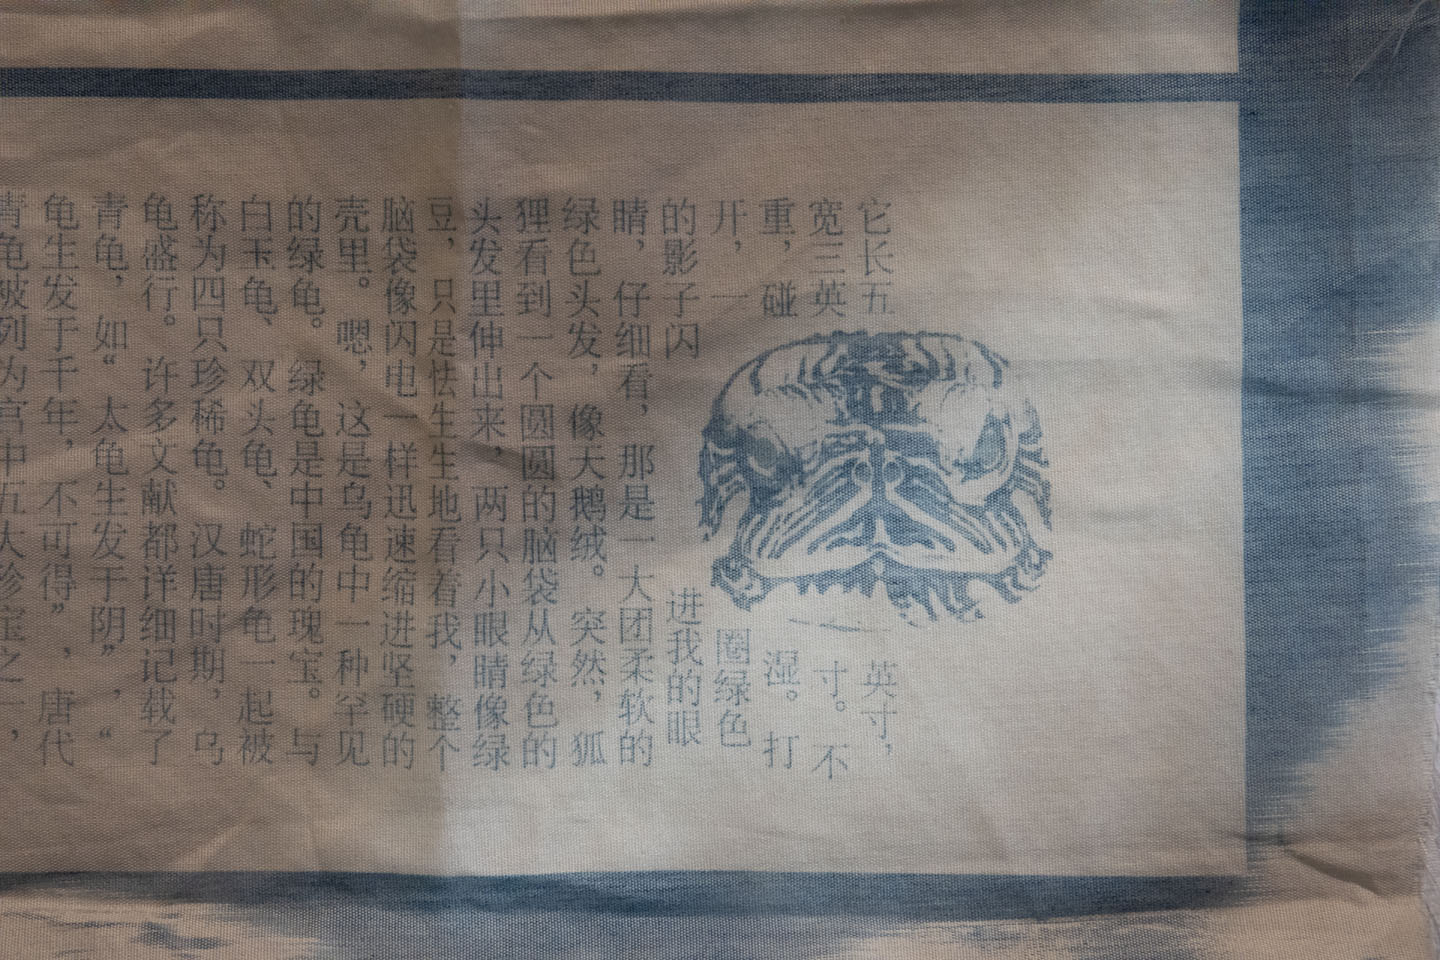 它长五英寸，
宽三英寸。不
重，碰湿。打
开，一圈绿色
的影子闪进我的眼
睛，仔细看，那是一大团柔软的
绿色头发，像天鹅绒。突然，狐
狸看到一个圆圆的脑袋从绿色的
头发里伸出来，两只小眼睛像绿
豆，只是怯生生地看着我，整个
脑袋像闪电一样迅速缩进坚硬的
壳里。嗯，这是乌龟中一种罕见
的绿龟。绿龟是中国的瑰宝。与
白玉龟、双头龟、蛇形龟一起被
称为四只珍稀龟。汉唐时期，乌
龟盛行。许多文献都详细记载了
青龟，如“太龟生发于阴”，“
龟生发于千年，不可得”，唐代
青龟被列为宫中五大珍宝之一，